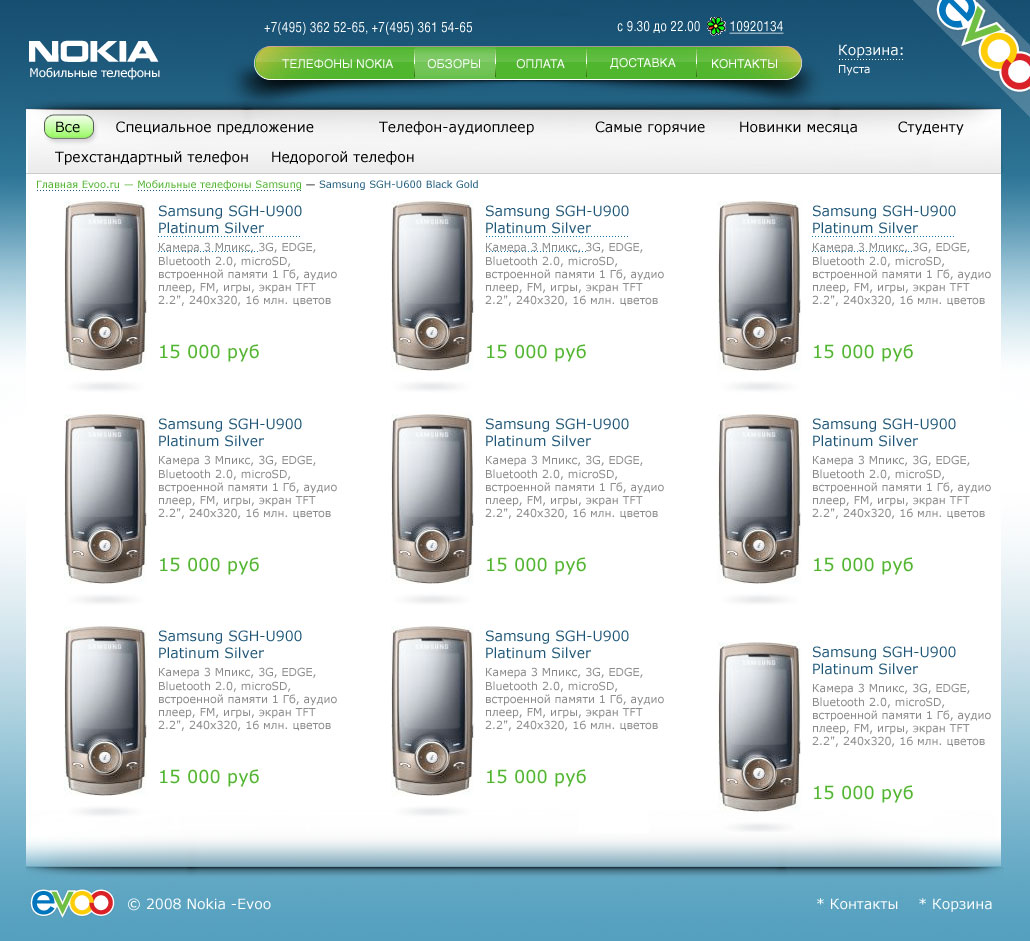 +7(495) 362 52-65, +7(495) 361 54-65
с 9.30 до 22.00 10920134
evoo
NOKIA
Мобильные телефоны
ТЕЛЕФОНЫ NOKIA ОБЗОРЫ ОПЛАТА ДОСТАВКА КОНТАКТЫ
Корзина:
Пуста
Все Специальное предложение Телефон-аудиоплеер Самые горячие Новинки месяца Студенту
Трехстандартный телефон Недорогой телефон
Главная Evoo.ru — Мобильные телефоны Samsung — Samsung SGH-U600 Black Gold
SAMSUNG
Samsung SGH-U900
Platinum Silver
Камера 3 Мпикс, 3G, EDGE,
Bluetooth 2.0, microSD,
встроенной памяти 1 Гб, аудио
плеер, FM, игры, экран TFT
2.2", 240x320, 16 млн. цветов
15 000 руб
SAMSUNG
Samsung SGH-U900
Platinum Silver
Камера 3 Мпикс, 3G, EDGE,
Bluetooth 2.0, microSD,
встроенной памяти 1 Гб, аудио
плеер, FM, игры, экран TFT
2.2", 240x320, 16 млн. цветов
15 000 руб
SAMSUNG
Samsung SGH-U900
Platinum Silver
Камера 3 Мпикс, 3G, EDGE,
Bluetooth 2.0, microSD,
встроенной памяти 1 Гб, аудио
плеер, FM, игры, экран TFT
2.2", 240x320, 16 млн. цветов
15 000 руб
SAMSUNG
Samsung SGH-U900
Platinum Silver
Камера 3 Мпикс, 3G, EDGE,
Bluetooth 2.0, microSD,
встроенной памяти 1 Гб, аудио
плеер, FM, игры, экран TFT
2.2", 240x320, 16 млн. цветов
15 000 руб
SAMSUNG
Samsung SGH-U900
Platinum Silver
Камера 3 Мпикс, 3G, EDGE,
Bluetooth 2.0, microSD,
встроенной памяти 1 Гб, аудио
плеер, FM, игры, экран TFT
2.2", 240x320, 16 млн. цветов
15 000 руб
SAMSUNG
Samsung SGH-U900
Platinum Silver
Камера 3 Мпикс, 3G, EDGE,
Bluetooth 2.0, microSD,
встроенной памяти 1 Гб, аудио
плеер, FM, игры, экран TFT
2.2", 240x320, 16 млн. цветов
15 000 руб
SAMSUNG
Samsung SGH-U900
Platinum Silver
Камера 3 Мпикс, 3G, EDGE,
Bluetooth 2.0, microSD,
встроенной памяти 1 Гб, аудио
плеер, FM, игры, экран TFT
2.2", 240x320, 16 млн. цветов
15 000 руб
SAMSUNG
Samsung SGH-U900
Platinum Silver
Камера 3 Мпикс, 3G, EDGE,
Bluetooth 2.0, microSD,
встроенной памяти 1 Гб, аудио
плеер, FM, игры, экран TFT
2.2", 240x320, 16 млн. цветов
15 000 руб
SAMSUNG
Samsung SGH-U900
Platinum Silver
Камера 3 Мпикс, 3G, EDGE,
Bluetooth 2.0, microSD,
встроенной памяти 1 Гб, аудио
плеер, FM, игры, экран TFT
2.2", 240x320, 16 млн. цветов
15 000 руб
evoo © 2008 Nokia -Evoo * Контакты * Корзина